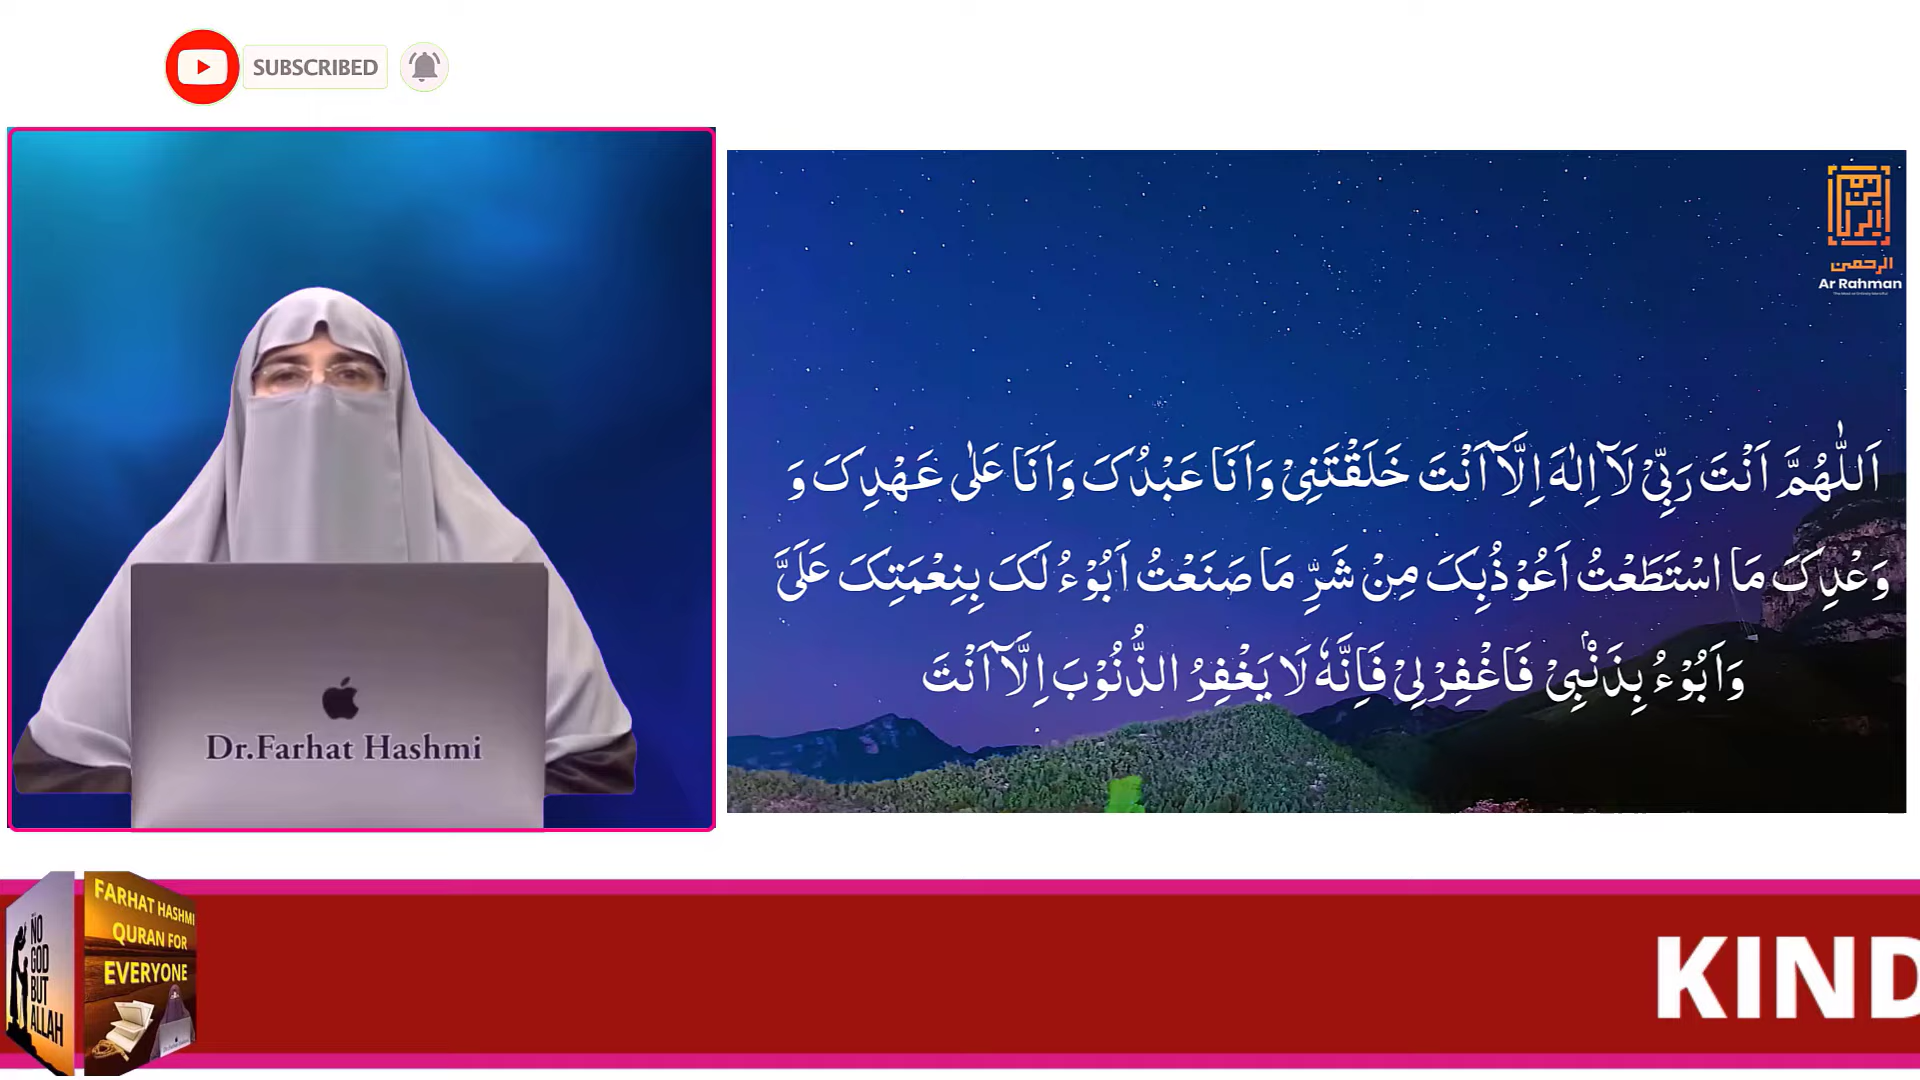 SUBSCRIBED
الرحمن
Ar Rahman
اَللّٰهُمَّ اَنْتَ رَبِّیْ لَآ اِلٰهَ اِلَّآ اَنْتَ خَلَقْتَنِیْ وَاَنَا عَبْدُکَ وَاَنَا عَلٰی عَهْدِکَ وَ
وَعْدِکَ مَا اسْتَطَعْتُ اَعُوْذُبِکَ مِنْ شَرِّ مَا صَنَعْتُ اَبُوْءُ لَکَ بِنِعْمَتِکَ عَلَیَّ
وَاَبُوْءُ بِذَنْۢبِیْ فَاغْفِرْلِیْ فَاِنَّهٗ لَا یَغْفِرُ الذُّنُوْبَ اِلَّآ اَنْتَ
Dr.Farhat Hashmi
NO
GOD
BUT
ALLAH
FARHAT HASHMI
QURAN FOR
EVERYONE
KIND